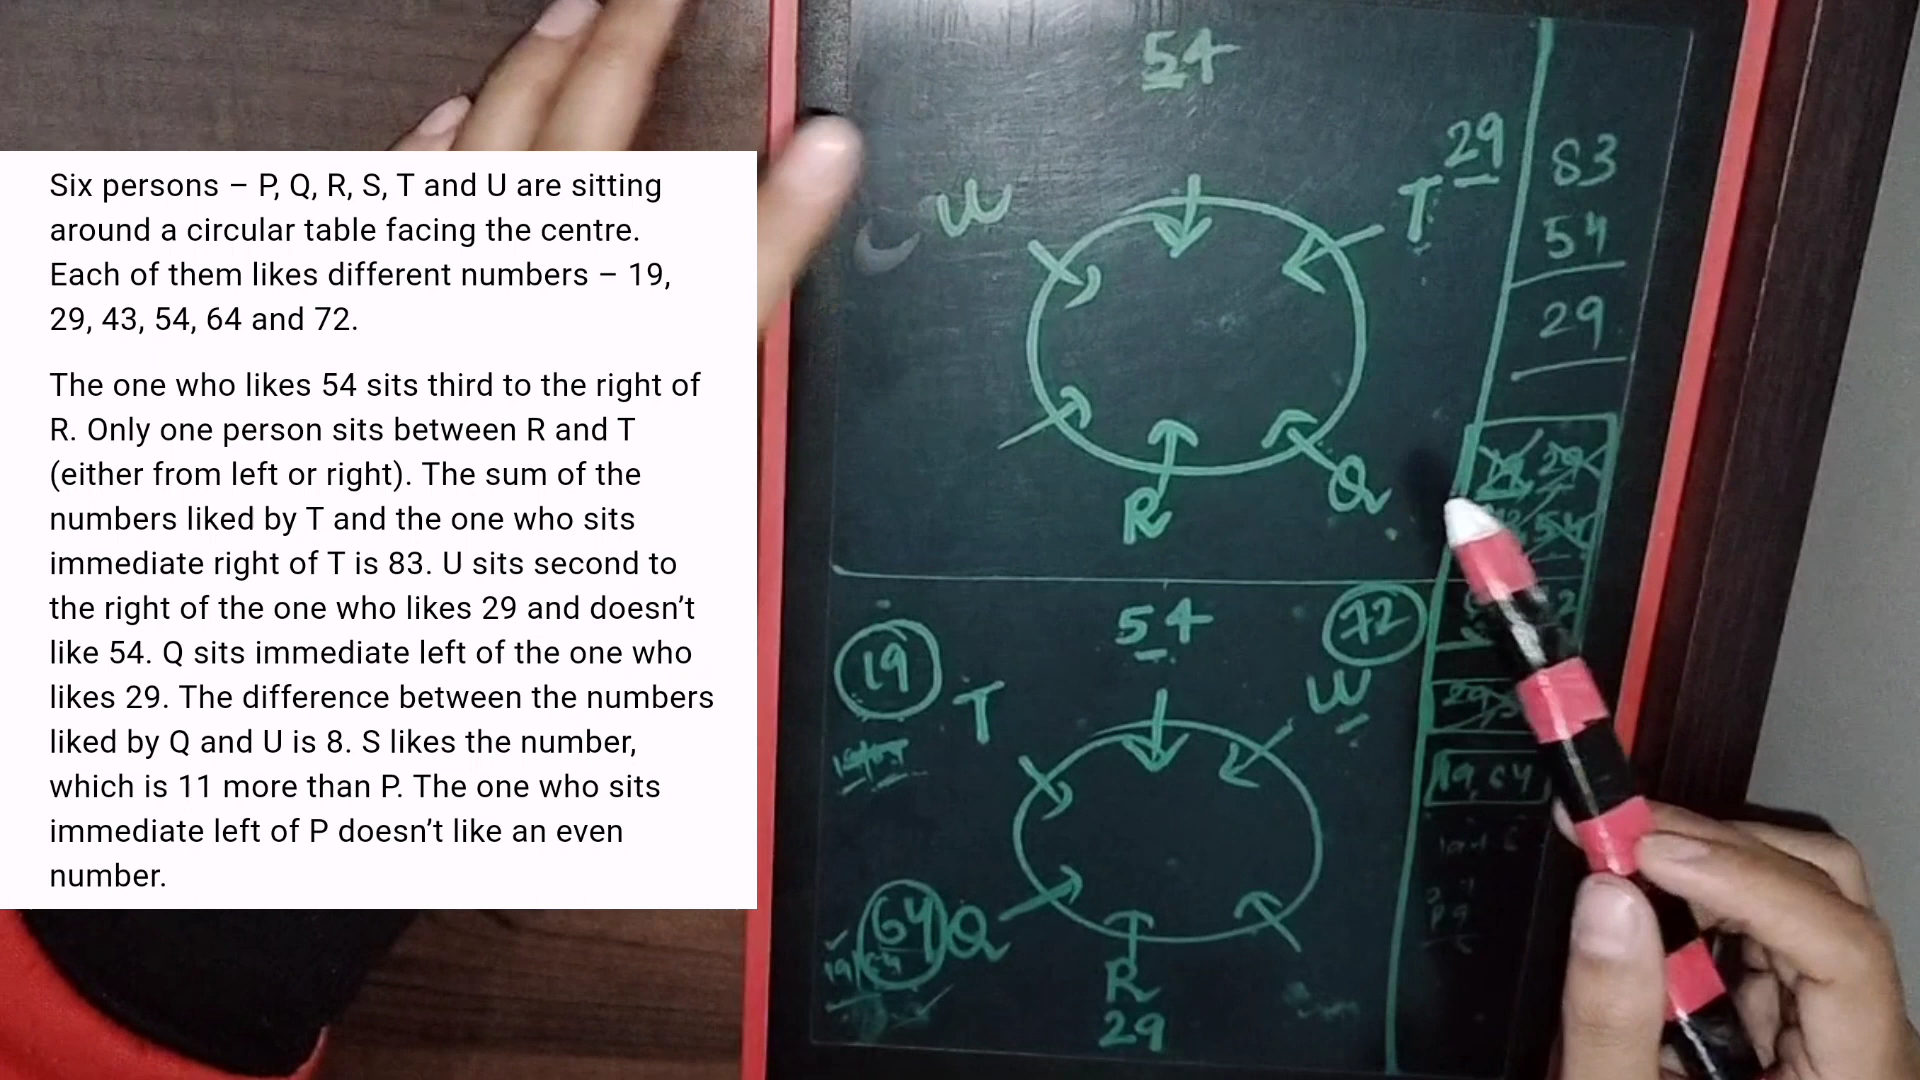 Six persons – P, Q, R, S, T and U are sitting
around a circular table facing the centre.
Each of them likes different numbers – 19,
29, 43, 54, 64 and 72.
The one who likes 54 sits third to the right of
R. Only one person sits between R and T
(either from left or right). The sum of the
numbers liked by T and the one who sits
immediate right of T is 83. U sits second to
the right of the one who likes 29 and doesn’t
like 54. Q sits immediate left of the one who
likes 29. The difference between the numbers
liked by Q and U is 8. S likes the number,
which is 11 more than P. The one who sits
immediate left of P doesn’t like an even
number.
54
29
U
T
R
Q
83
54
29
29
54
54
19
72
T
U
64
Q
R
29
19, 64